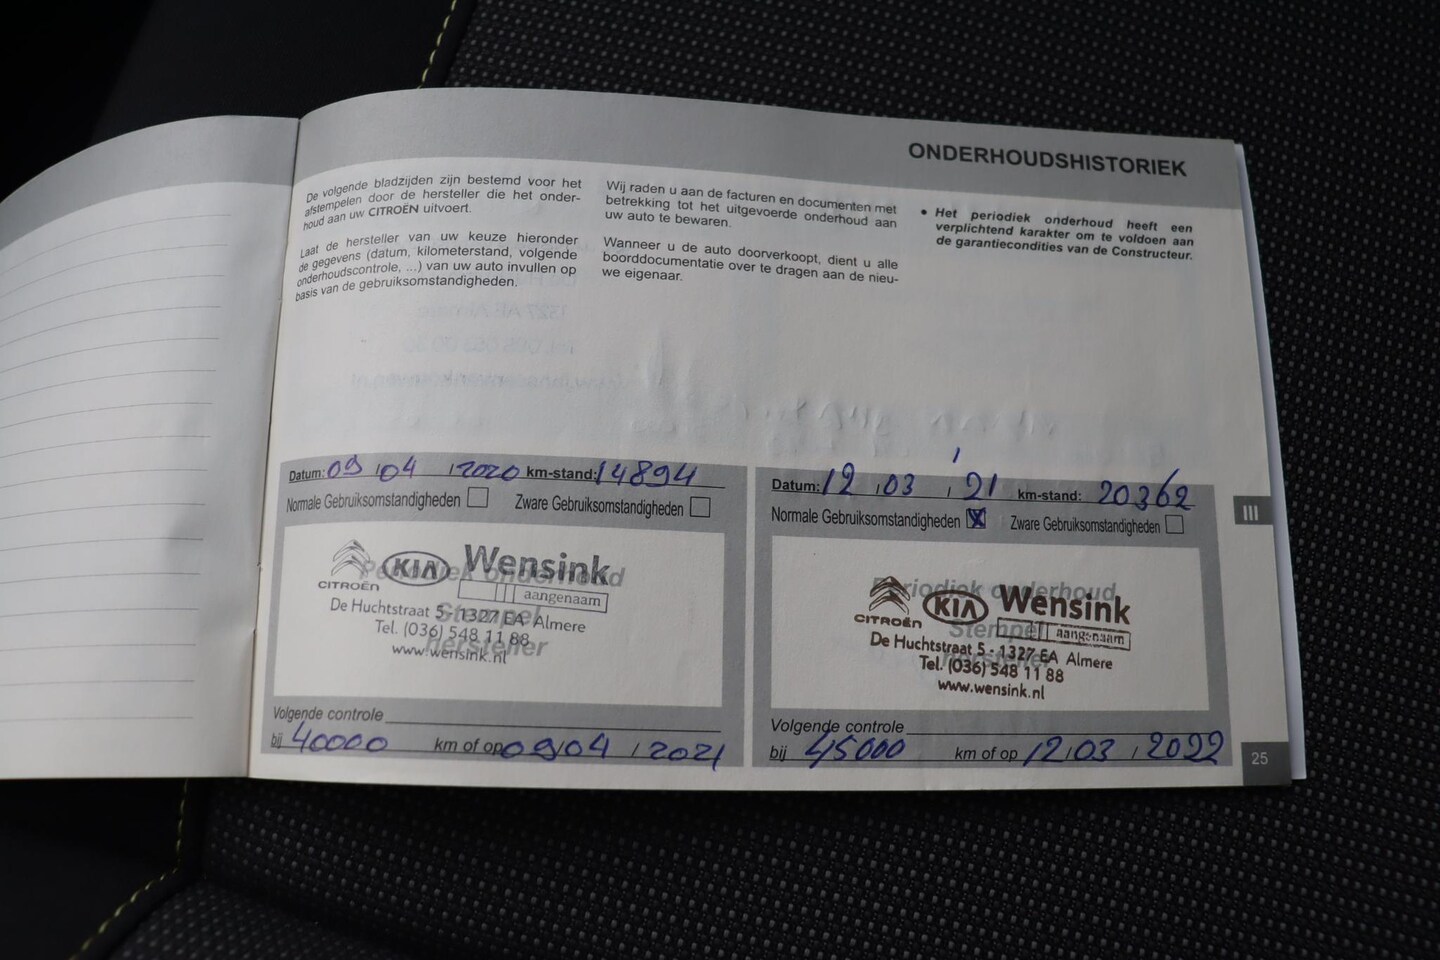 ONDERHOUDSHISTORIEK
De volgende bladzijden zijn bestemd voor het
afstempelen door de hersteller die het onder-
houd aan uw CITROËN uitvoert.
Laat de hersteller van uw keuze hieronder
de gegevens (datum, kilometerstand, volgende
onderhoudscontrole, ...) van uw auto invullen op
basis van de gebruiksomstandigheden.
Wij raden u aan de facturen en documenten met
betrekking tot het uitgevoerde onderhoud aan
uw auto te bewaren.
Wanneer u de auto doorverkoopt, dient u alle
boorddocumentatie over te dragen aan de nieu-
we eigenaar.
• Het periodiek onderhoud heeft een
verplichtend karakter om te voldoen aan
de garantiecondities van de Constructeur.
Datum: 09 / 04 / 2020 km-stand: 14894
Normale Gebruiksomstandigheden Zware Gebruiksomstandigheden
Periodiek onderhoud
Stempel
hersteller
CITROËN KIA Wensink
aangenaam
De Huchtstraat 5 - 1327 EA Almere
Tel. (036) 548 11 88
www.wensink.nl
Volgende controle
bij 40000 km of op 09 / 04 / 2021
Datum: 12 / 03 / '21 km-stand: 20362
Normale Gebruiksomstandigheden X Zware Gebruiksomstandigheden
Periodiek onderhoud
Stempel
hersteller
CITROËN KIA Wensink
aangenaam
De Huchtstraat 5 - 1327 EA Almere
Tel. (036) 548 11 88
www.wensink.nl
Volgende controle
bij 45000 km of op 12 / 03 / 2022
III
25